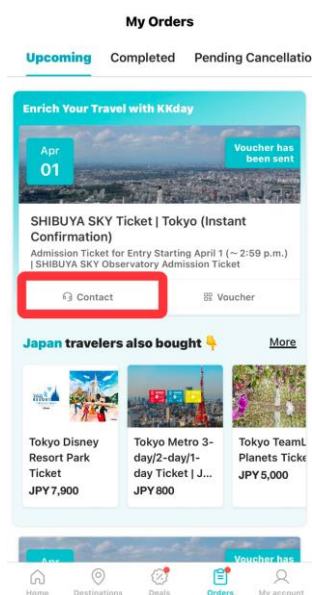 My Orders
Upcoming Completed Pending Cancellatio
Enrich Your Travel with KKday
Apr
01
Voucher has
been sent
SHIBUYA SKY Ticket | Tokyo (Instant
Confirmation)
Admission Ticket for Entry Starting April 1 (~ 2:59 p.m.)
| SHIBUYA SKY Observatory Admission Ticket
Contact
Voucher
Japan travelers also bought 👇 More
Tokyo Disney
Resort Park
Ticket
JPY 7,900
Tokyo Metro 3-
day/2-day/1-
day Ticket | J...
JPY 800
Tokyo TeamL
Planets Ticke
JPY 5,000
Apr
Voucher has
Home Destinations Deals Orders My account